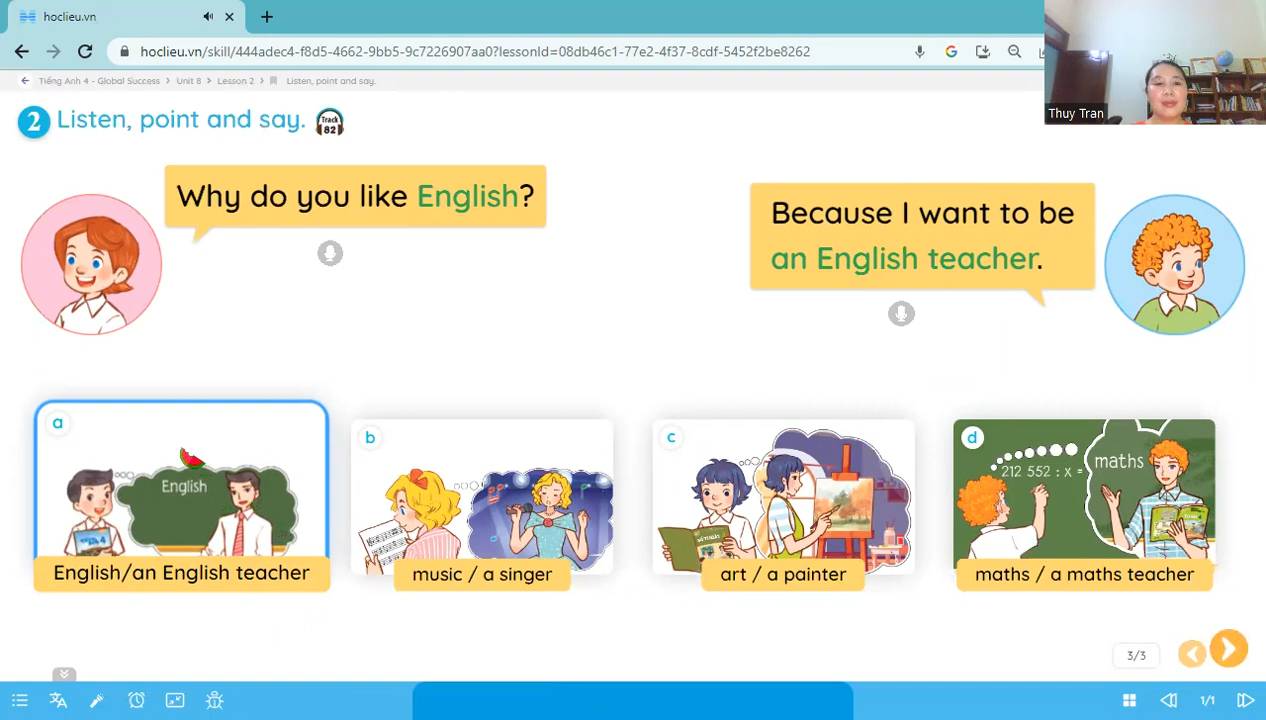 hoclieu.vn
hoclieu.vn/skill/444adec4-f8d5-4662-9bb5-9c7226907aa0?lessonId=08db46c1-77e2-4f37-8cdf-5452f2be8262
Tiếng Anh 4 - Global Success > Unit 8 > Lesson 2 > Listen, point and say.
Thuy Tran
2 Listen, point and say. Track 82
Why do you like English?
Because I want to be
an English teacher.
a
English
English/an English teacher
b
music / a singer
c
art / a painter
d
212 552 : x =
maths
maths / a maths teacher
3/3
1/1